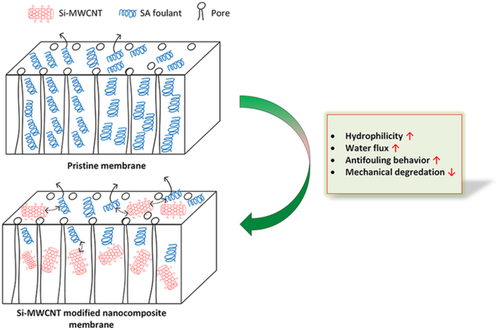 Si-MWCNT SA foulant Pore
Pristine membrane
Si-MWCNT modified nanocomposite
membrane
• Hydrophilicity ↑
• Water flux ↑
• Antifouling behavior ↑
• Mechanical degredation ↓